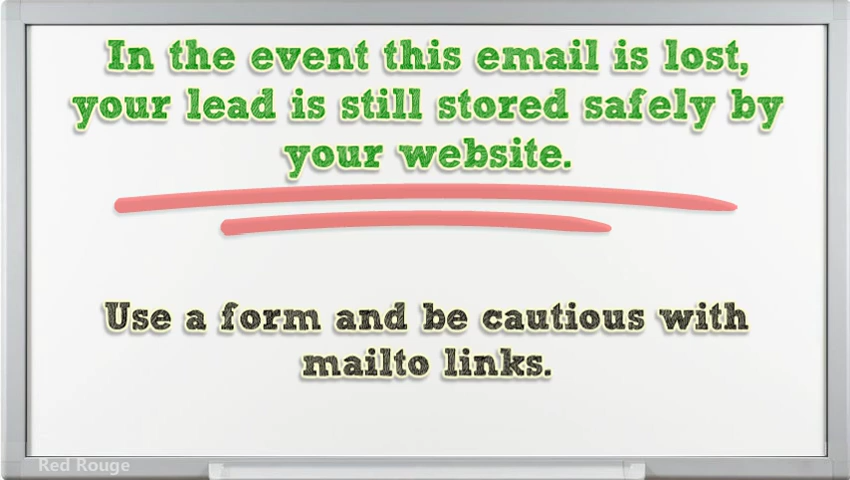 In the event this email is lost,
your lead is still stored safely by
your website.
Use a form and be cautious with
mailto links.
Red Rouge